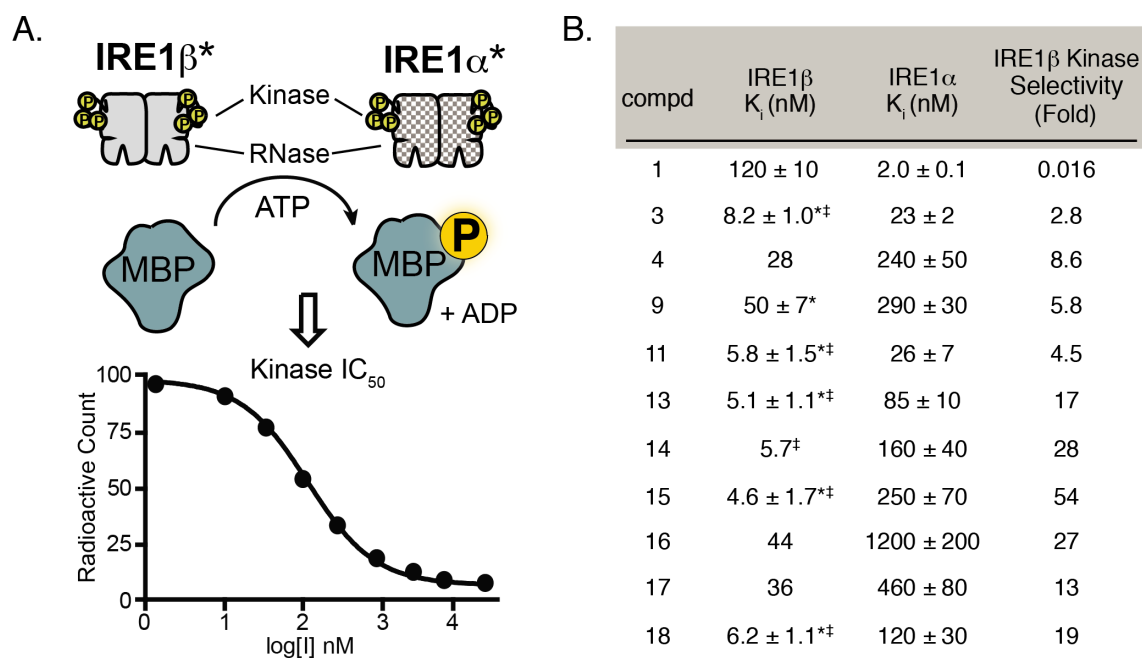 A.
IRE1β*
IRE1α*
P
P
P
P
P
P
P
P
P
P
P
P
Kinase
RNase
ATP
MBP
MBP
P
+ ADP
Kinase IC50
Radioactive Count
100
75
50
25
0
0 1 2 3 4
log[I] nM
B.
compd IRE1β Ki (nM) IRE1α Ki (nM) IRE1β Kinase Selectivity (Fold)
1 120 ± 10 2.0 ± 0.1 0.016
3 8.2 ± 1.0*‡ 23 ± 2 2.8
4 28 240 ± 50 8.6
9 50 ± 7* 290 ± 30 5.8
11 5.8 ± 1.5*‡ 26 ± 7 4.5
13 5.1 ± 1.1*‡ 85 ± 10 17
14 5.7‡ 160 ± 40 28
15 4.6 ± 1.7*‡ 250 ± 70 54
16 44 1200 ± 200 27
17 36 460 ± 80 13
18 6.2 ± 1.1*‡ 120 ± 30 19